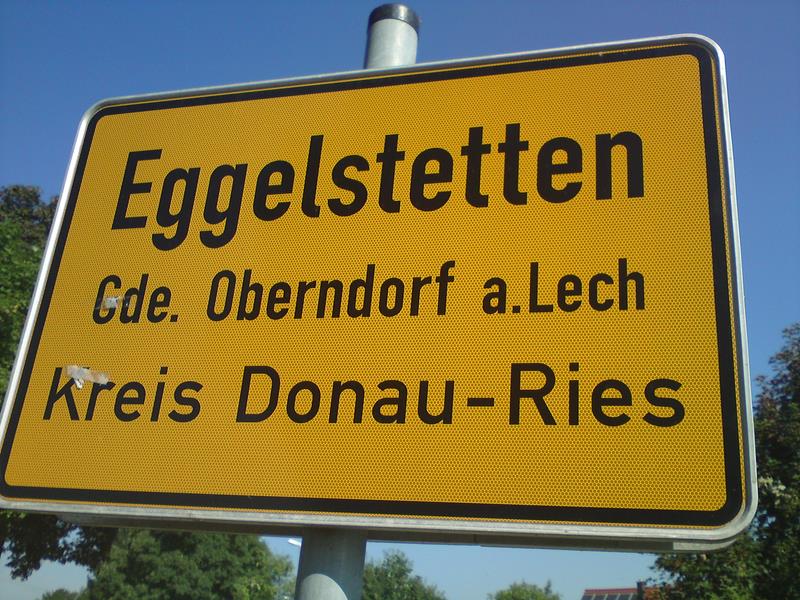 Eggelstetten
Gde. Oberndorf a.Lech
Kreis Donau-Ries